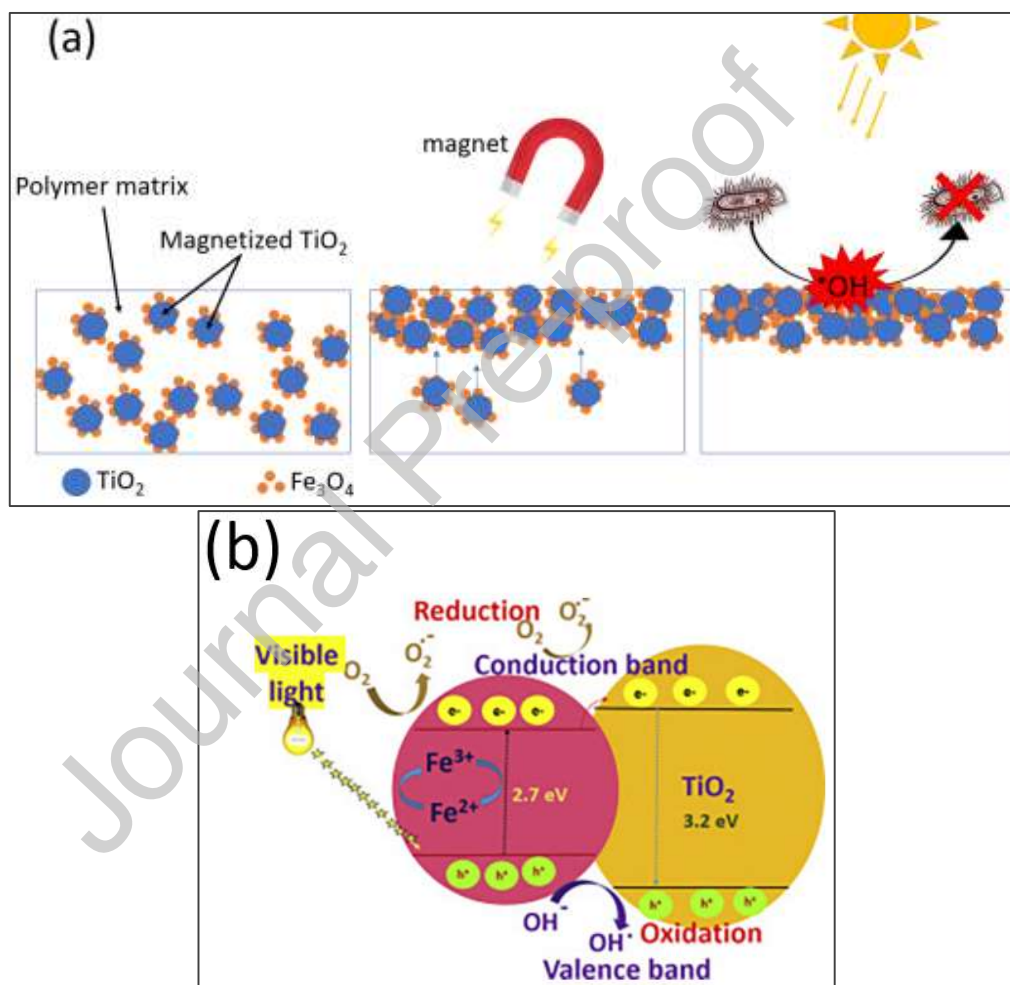 (a)
magnet
Polymer matrix
Magnetized TiO₂
•OH
TiO₂
Fe₃O₄
Journal Pre-proof
(b)
Reduction
O₂
O₂•-
O₂
O₂•-
Visible
light
Conduction band
e- e- e-
e- e- e-
Fe³⁺
Fe²⁺
2.7 eV
TiO₂
3.2 eV
h⁺ h⁺ h⁺
h⁺ h⁺ h⁺
OH⁻
OH•
Oxidation
Valence band